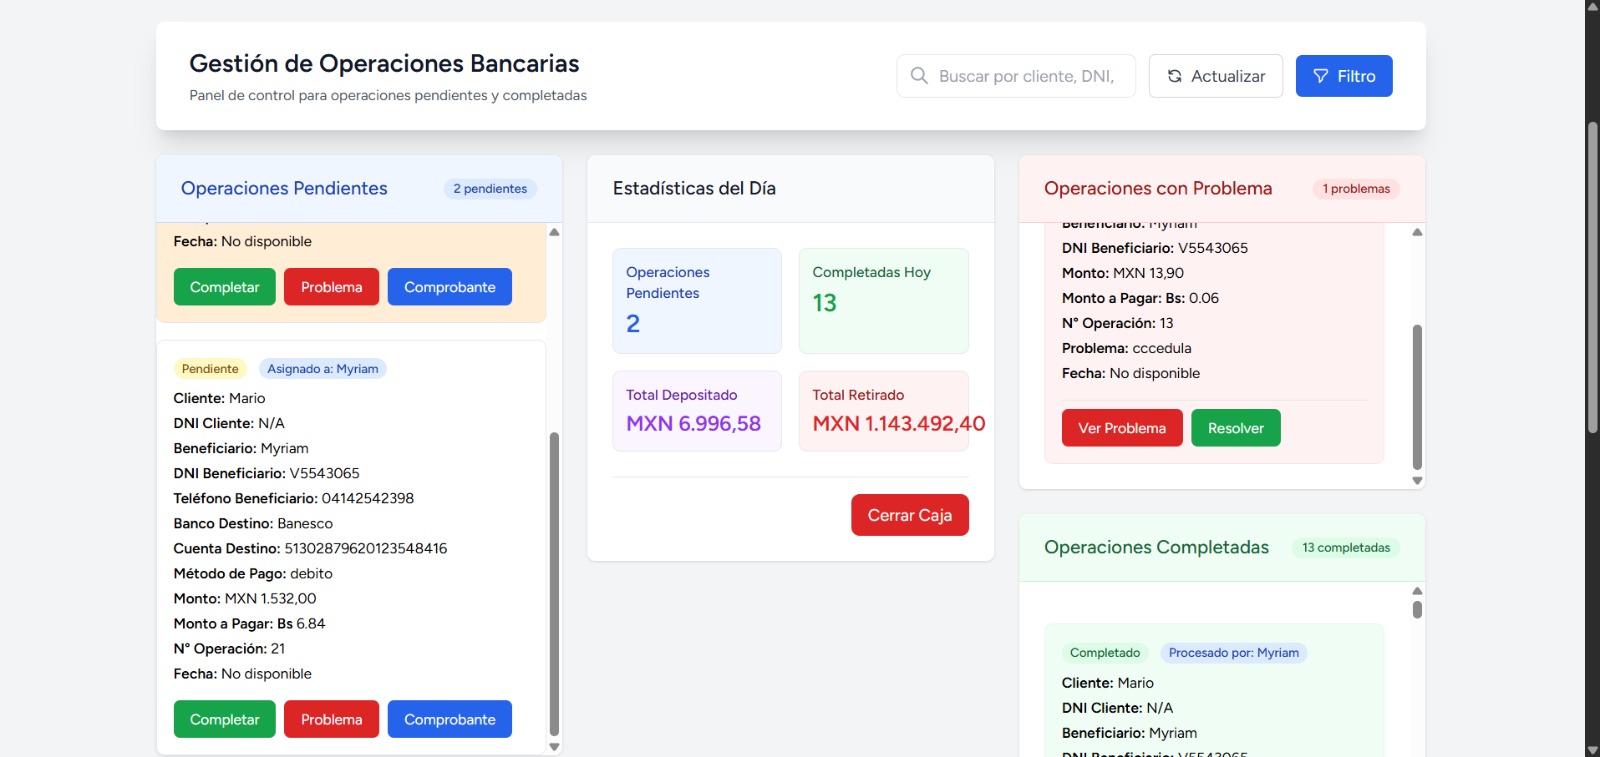 Gestión de Operaciones Bancarias
Panel de control para operaciones pendientes y completadas
Buscar por cliente, DNI,
Actualizar
Filtro
Operaciones Pendientes
2 pendientes
Fecha: No disponible
Completar
Problema
Comprobante
Pendiente
Asignado a: Myriam
Cliente: Mario
DNI Cliente: N/A
Beneficiario: Myriam
DNI Beneficiario: V5543065
Teléfono Beneficiario: 04142542398
Banco Destino: Banesco
Cuenta Destino: 51302879620123548416
Método de Pago: debito
Monto: MXN 1.532,00
Monto a Pagar: Bs 6.84
N° Operación: 21
Fecha: No disponible
Completar
Problema
Comprobante
Estadísticas del Día
Operaciones
Pendientes
2
Completadas Hoy
13
Total Depositado
MXN 6.996,58
Total Retirado
MXN 1.143.492,40
Cerrar Caja
Operaciones con Problema
1 problemas
Beneficiario: Myriam
DNI Beneficiario: V5543065
Monto: MXN 13,90
Monto a Pagar: Bs: 0.06
N° Operación: 13
Problema: cccedula
Fecha: No disponible
Ver Problema
Resolver
Operaciones Completadas
13 completadas
Completado
Procesado por: Myriam
Cliente: Mario
DNI Cliente: N/A
Beneficiario: Myriam
DNI Beneficiario: V5543065